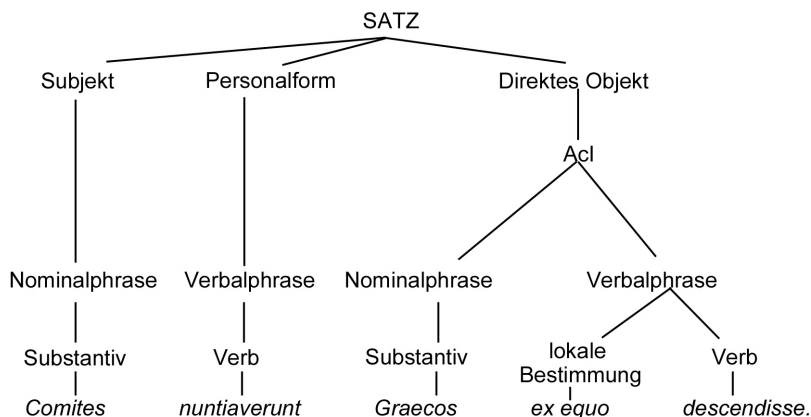 SATZ
Subjekt Personalform Direktes Objekt
AcI
Nominalphrase Verbalphrase Nominalphrase Verbalphrase
Substantiv Verb Substantiv lokale Bestimmung Verb
Comites nuntiaverunt Graecos ex equo descendisse.